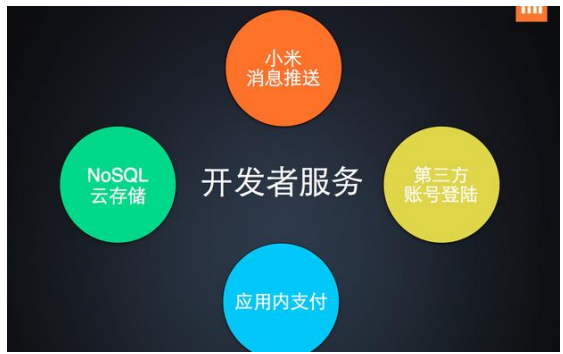 小米
消息推送
NoSQL
云存储
开发者服务
第三方
账号登陆
应用内支付